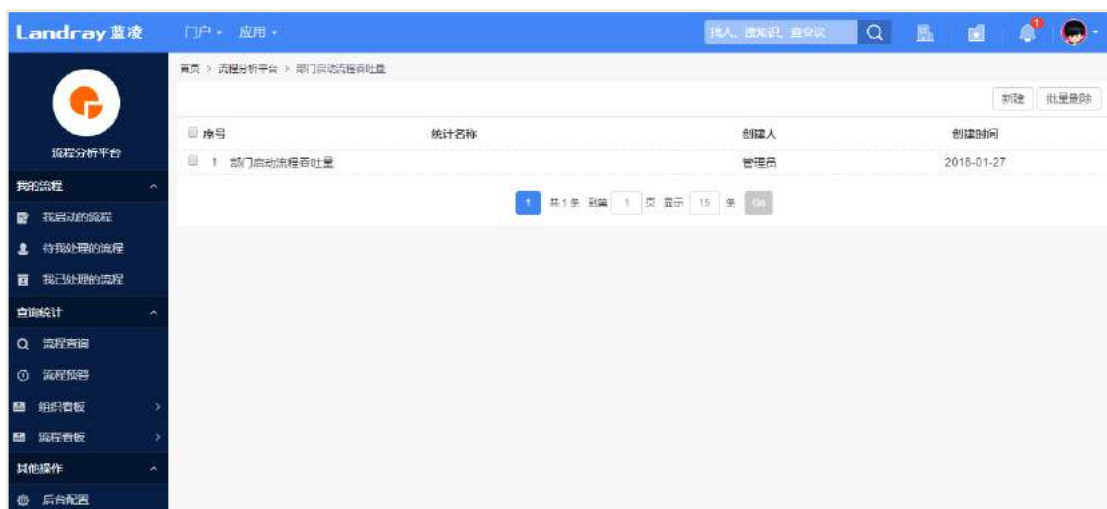 Landray 蓝凌 门户 应用 找人、搜知识、查会议 1
首页 > 流程分析平台 > 部门启动流程吞吐量
新建 批量删除
序号 统计名称 创建人 创建时间
1 部门启动流程吞吐量 管理员 2018-01-27
1 共1条 到第 1 页 显示 15 条 Go
流程分析平台
我的流程
我启动的流程
待我处理的流程
我已处理的流程
查询统计
流程查询
流程预警
组织看板
流程看板
其他操作
后台配置